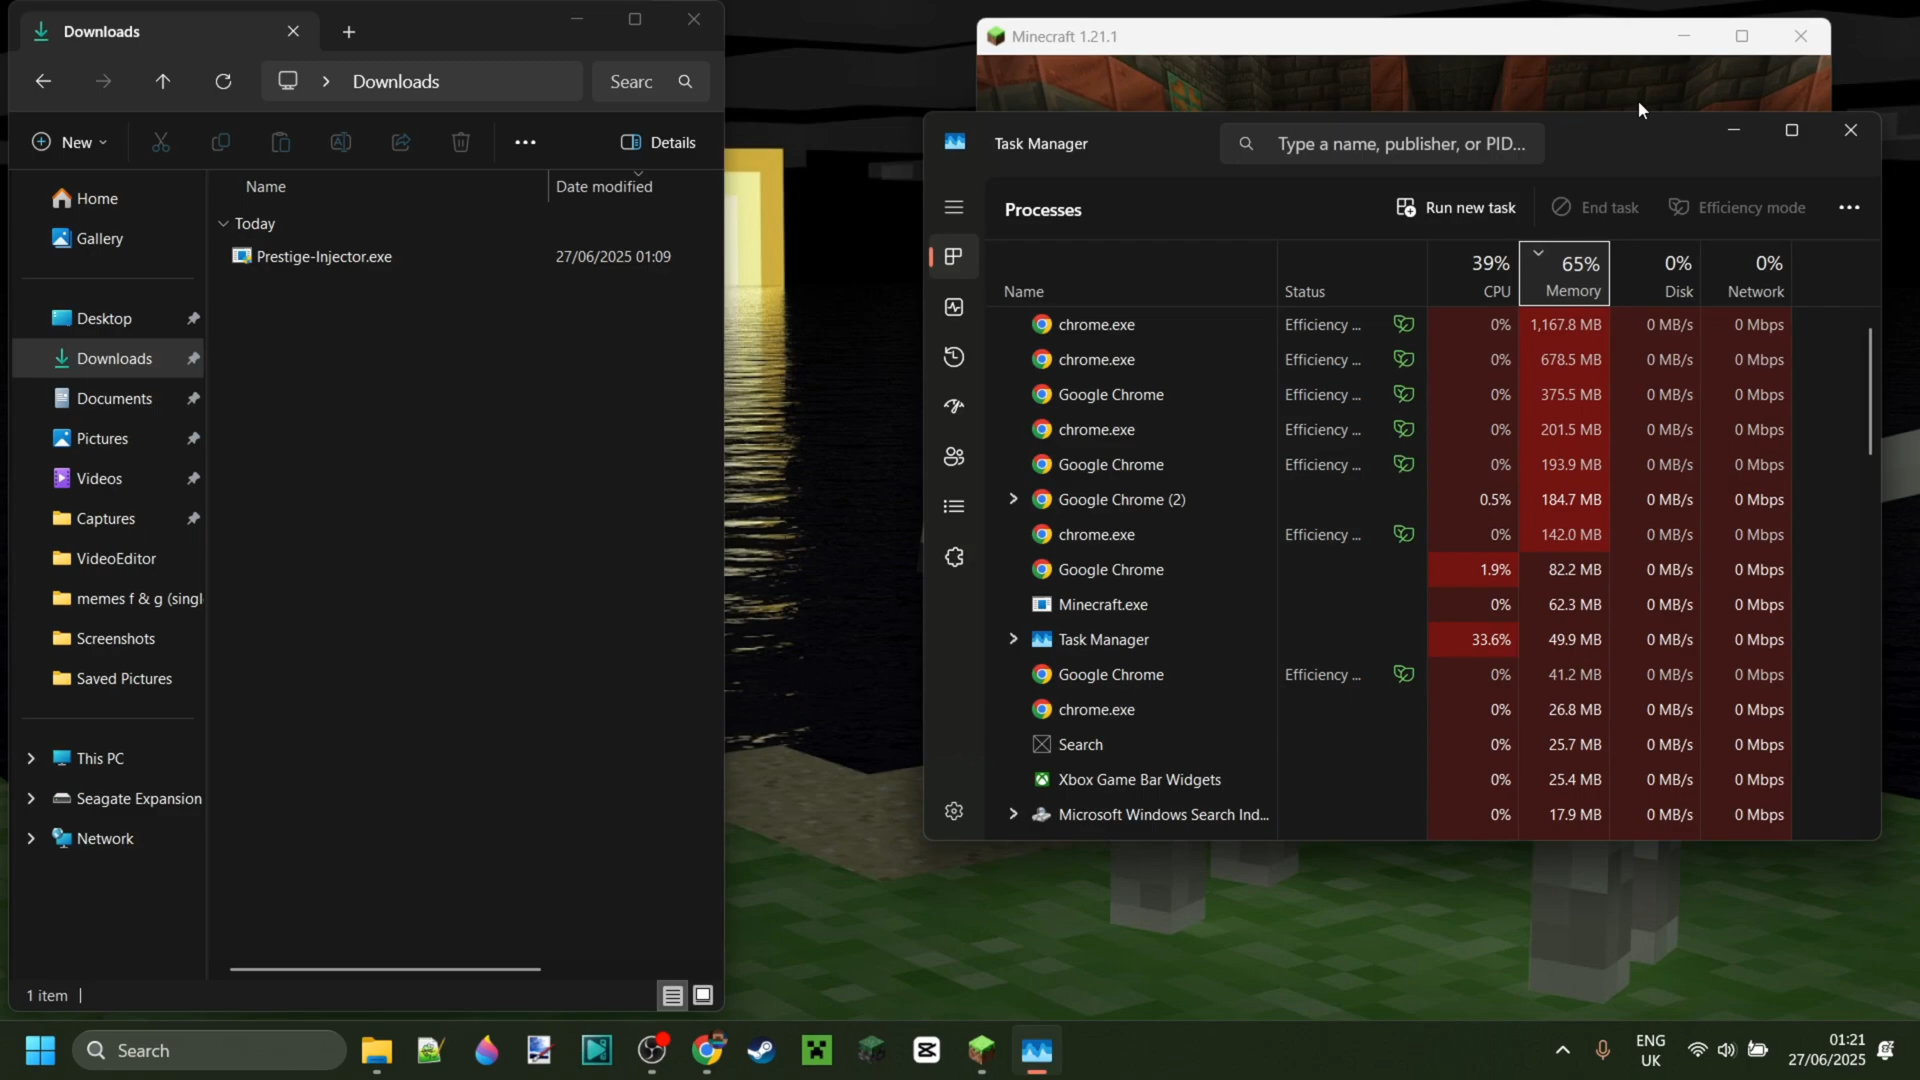 Downloads
Downloads
Searc
New
Details
Home
Gallery
Desktop
Downloads
Documents
Pictures
Videos
Captures
VideoEditor
memes f & g (singl
Screenshots
Saved Pictures
This PC
Seagate Expansion
Network
Name
Date modified
Today
Prestige-Injector.exe 27/06/2025 01:09
1 item
Minecraft 1.21.1
Task Manager
Type a name, publisher, or PID...
Processes
Run new task
End task
Efficiency mode
39% 65% 0% 0%
Name Status CPU Memory Disk Network
chrome.exe Efficiency ... 0% 1,167.8 MB 0 MB/s 0 Mbps
chrome.exe Efficiency ... 0% 678.5 MB 0 MB/s 0 Mbps
Google Chrome Efficiency ... 0% 375.5 MB 0 MB/s 0 Mbps
chrome.exe Efficiency ... 0% 201.5 MB 0 MB/s 0 Mbps
Google Chrome Efficiency ... 0% 193.9 MB 0 MB/s 0 Mbps
Google Chrome (2) 0.5% 184.7 MB 0 MB/s 0 Mbps
chrome.exe Efficiency ... 0% 142.0 MB 0 MB/s 0 Mbps
Google Chrome 1.9% 82.2 MB 0 MB/s 0 Mbps
Minecraft.exe 0% 62.3 MB 0 MB/s 0 Mbps
Task Manager 33.6% 49.9 MB 0 MB/s 0 Mbps
Google Chrome Efficiency ... 0% 41.2 MB 0 MB/s 0 Mbps
chrome.exe 0% 26.8 MB 0 MB/s 0 Mbps
Search 0% 25.7 MB 0 MB/s 0 Mbps
Xbox Game Bar Widgets 0% 25.4 MB 0 MB/s 0 Mbps
Microsoft Windows Search Ind... 0% 17.9 MB 0 MB/s 0 Mbps
Search
ENG
UK
01:21
27/06/2025